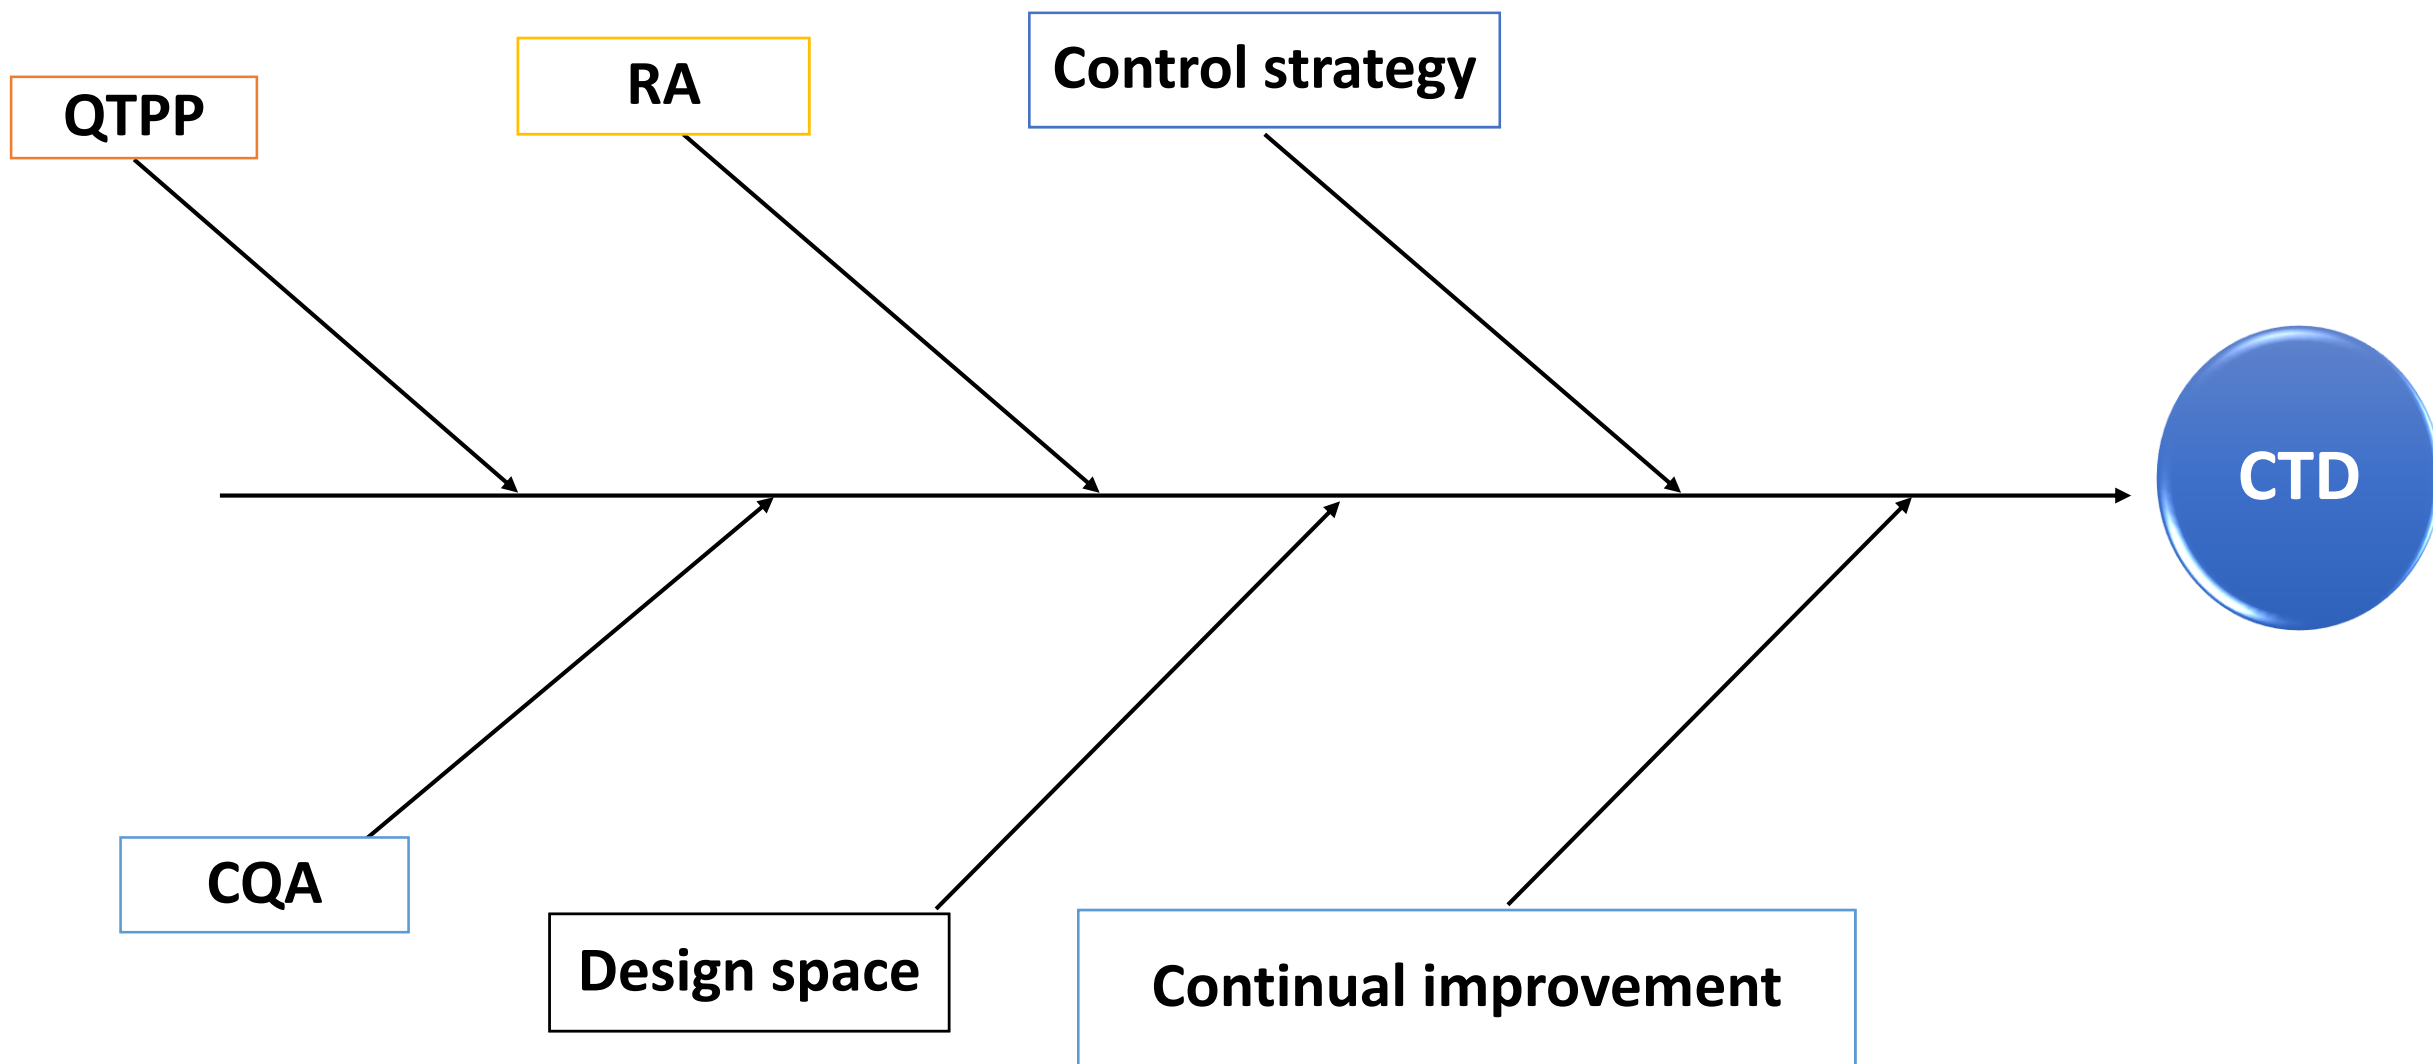 QTPP
RA
Control strategy
CTD
CQA
Design space
Continual improvement